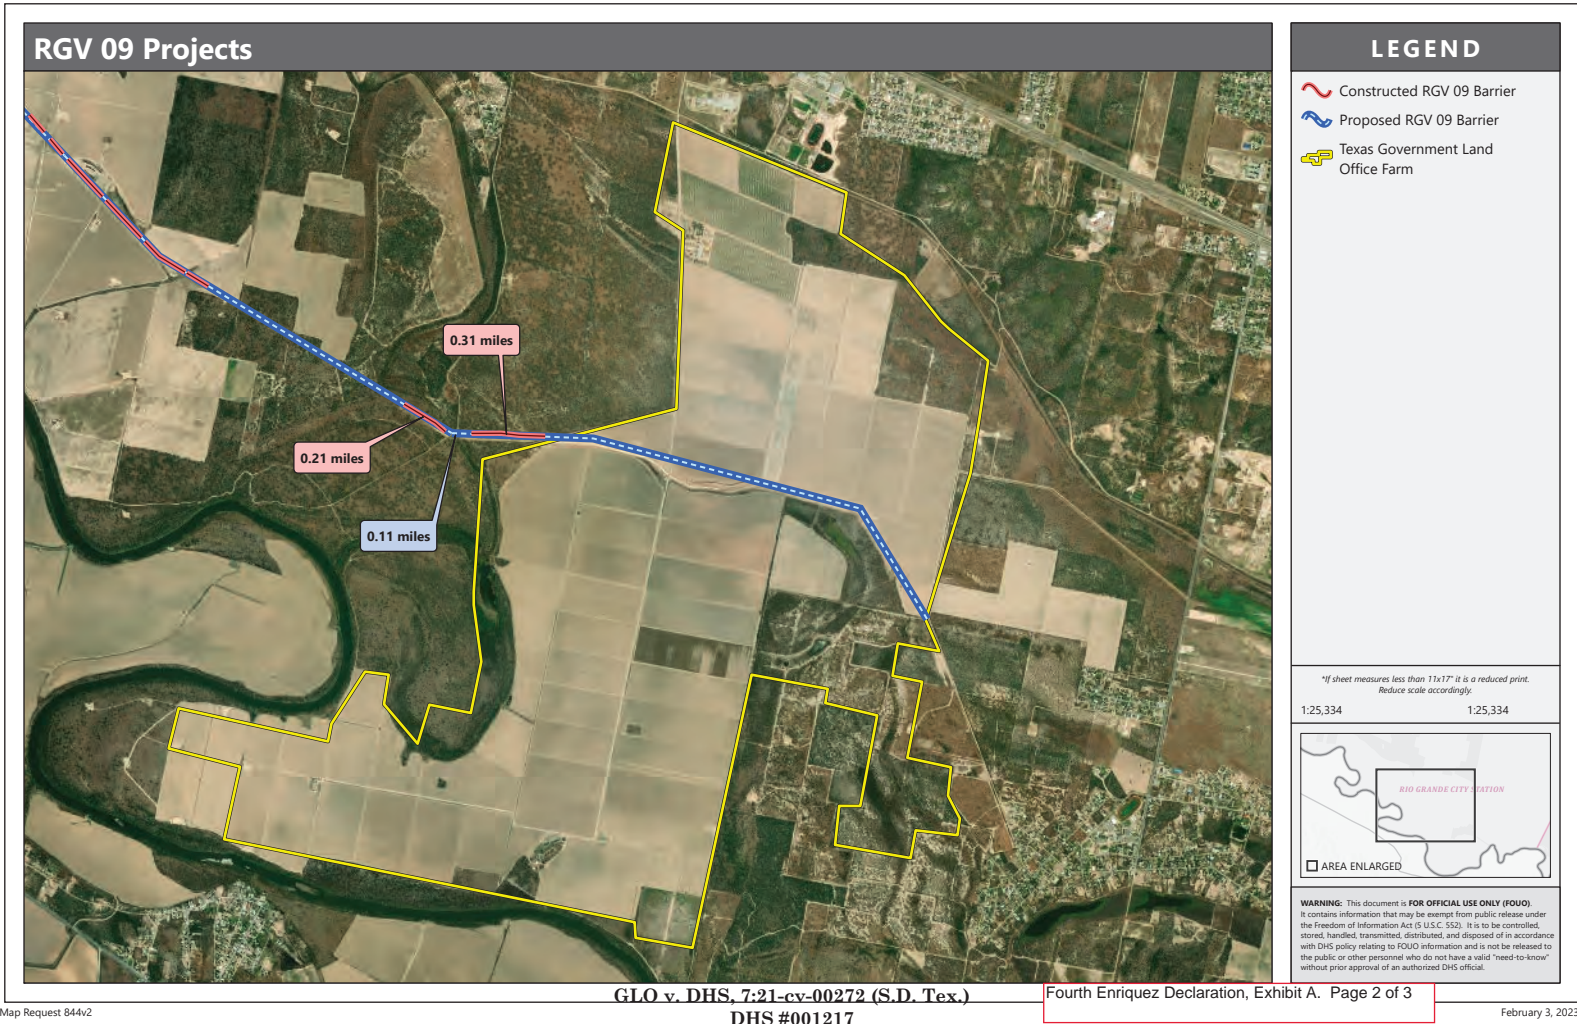 RGV 09 Projects
0.31 miles
0.21 miles
0.11 miles
LEGEND
Constructed RGV 09 Barrier
Proposed RGV 09 Barrier
Texas Government Land
Office Farm
*If sheet measures less than 11x17" it is a reduced print.
Reduce scale accordingly.
1:25,334 1:25,334
RIO GRANDE CITY STATION
AREA ENLARGED
WARNING: This document is FOR OFFICIAL USE ONLY (FOUO).
It contains information that may be exempt from public release under
the Freedom of Information Act (5 U.S.C. 552). It is to be controlled,
stored, handled, transmitted, distributed, and disposed of in accordance
with DHS policy relating to FOUO information and is not be released to
the public or other personnel who do not have a valid "need-to-know"
without prior approval of an authorized DHS official.
GLO v. DHS, 7:21-cv-00272 (S.D. Tex.)
DHS #001217
Fourth Enriquez Declaration, Exhibit A. Page 2 of 3
Map Request 844v2
February 3, 2023